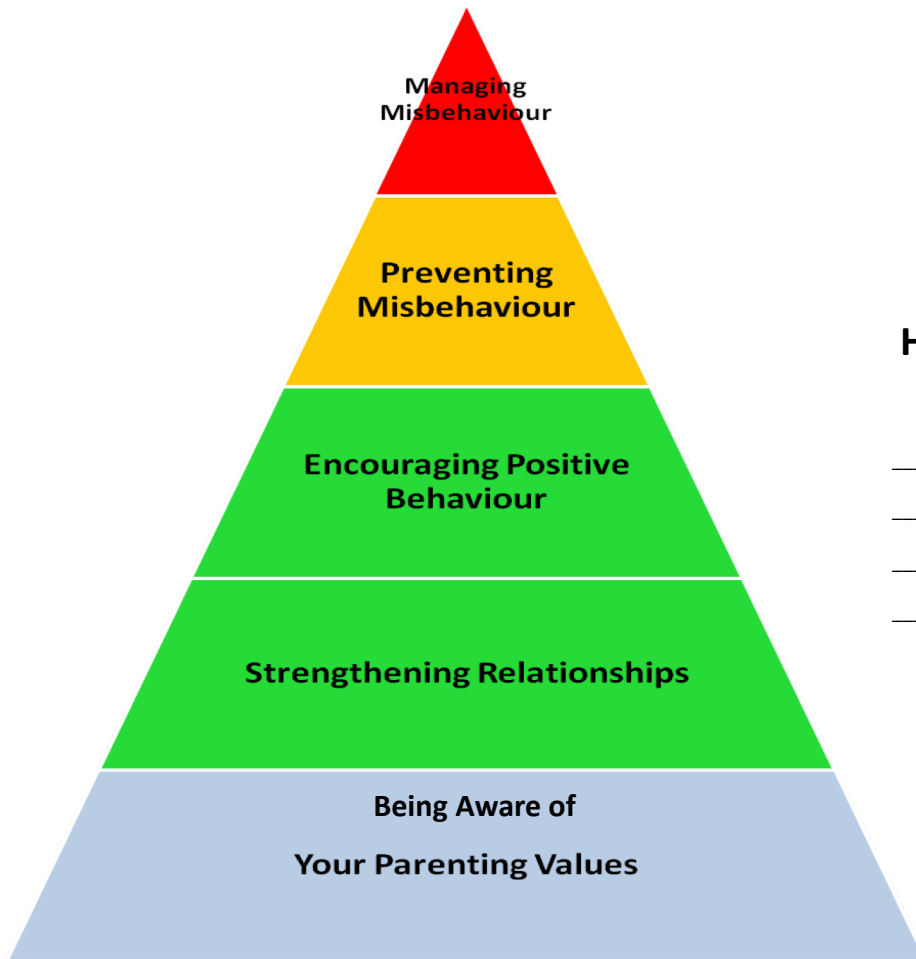 Managing
Misbehaviour
Preventing
Misbehaviour
H
Encouraging Positive
Behaviour
Strengthening Relationships
Being Aware of
Your Parenting Values